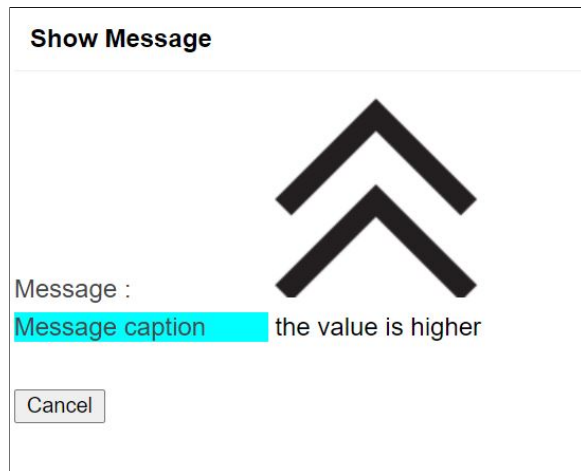 Show Message
Message :
Message caption the value is higher
Cancel